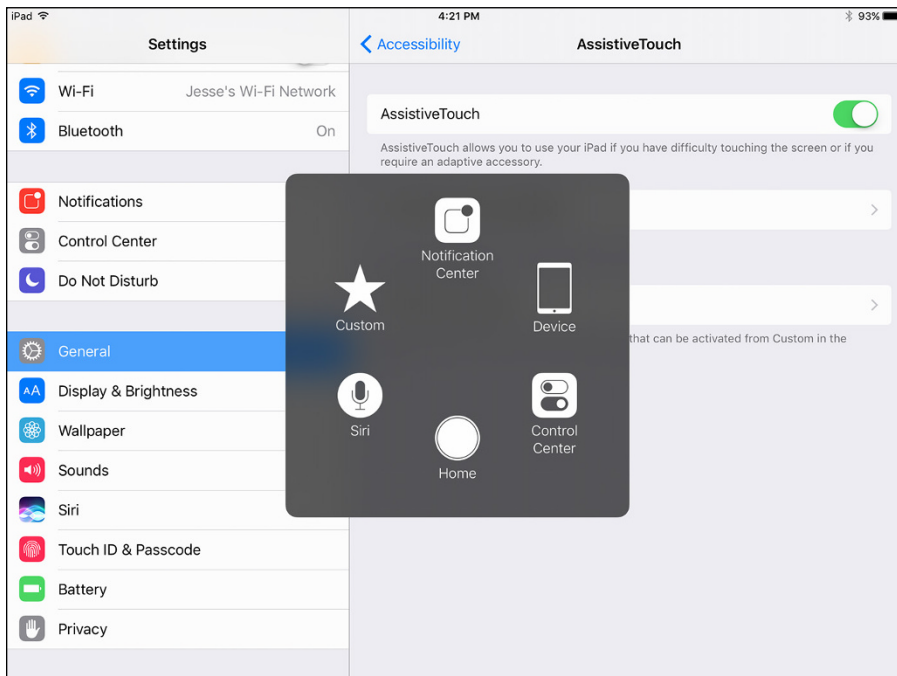 iPad
4:21 PM
93%
Settings
Accessibility
AssistiveTouch
Wi-Fi
Jesse's Wi-Fi Network
Bluetooth
On
Notifications
Control Center
Do Not Disturb
General
AA Display & Brightness
Wallpaper
Sounds
Siri
Touch ID & Passcode
Battery
Privacy
AssistiveTouch
AssistiveTouch allows you to use your iPad if you have difficulty touching the screen or if you
require an adaptive accessory.
that can be activated from Custom in the
Notification
Center
Custom
Device
Siri
Control
Center
Home